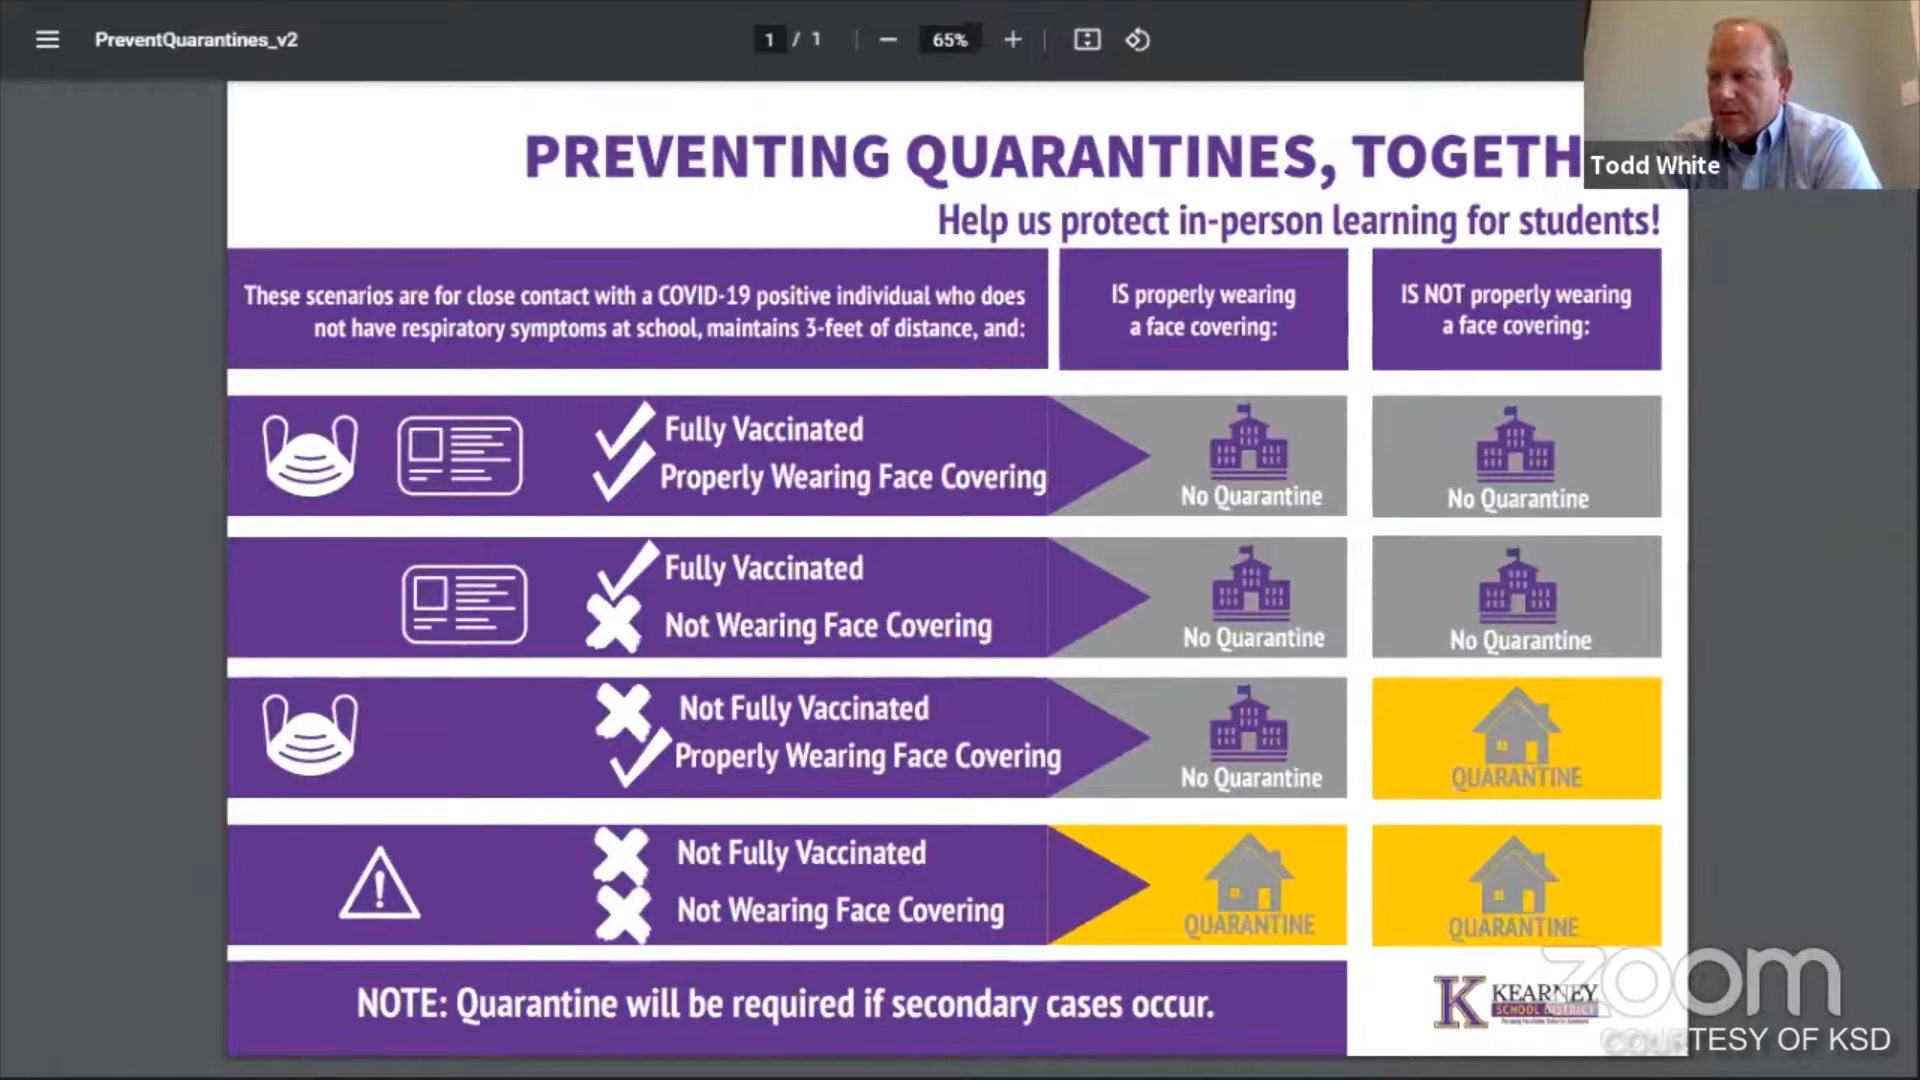 PreventQuarantines_v2
1 / 1
65%
Todd White
PREVENTING QUARANTINES, TOGETH
Help us protect in-person learning for students!
These scenarios are for close contact with a COVID-19 positive individual who does
not have respiratory symptoms at school, maintains 3-feet of distance, and:
IS properly wearing
a face covering:
IS NOT properly wearing
a face covering:
Fully Vaccinated
Properly Wearing Face Covering
No Quarantine
No Quarantine
Fully Vaccinated
Not Wearing Face Covering
No Quarantine
No Quarantine
Not Fully Vaccinated
Properly Wearing Face Covering
No Quarantine
QUARANTINE
Not Fully Vaccinated
Not Wearing Face Covering
QUARANTINE
QUARANTINE
NOTE: Quarantine will be required if secondary cases occur.
K KEARNEY
SCHOOL DISTRICT
zoom
COURTESY OF KSD